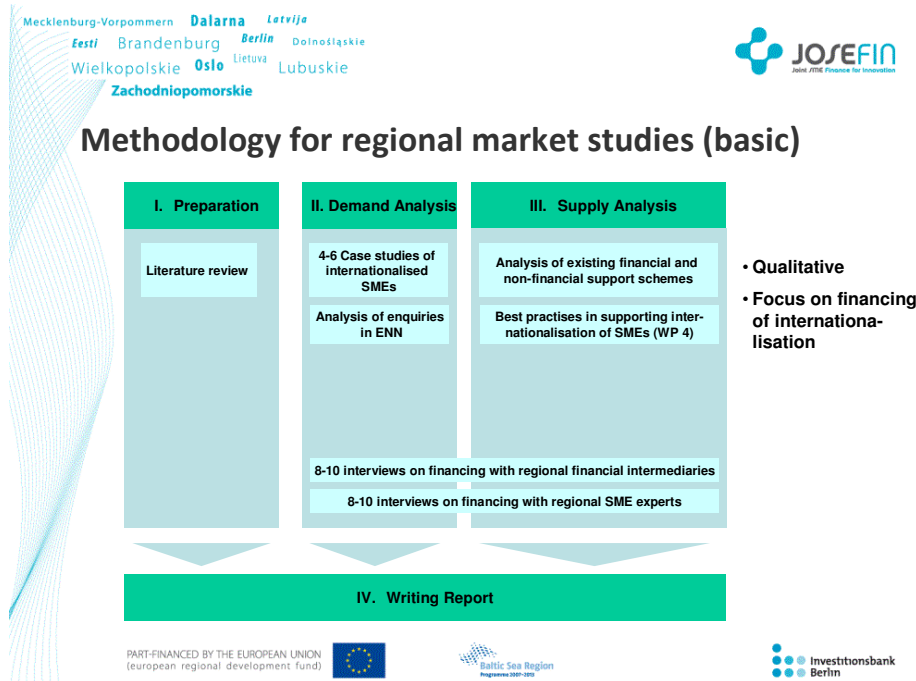 Mecklenburg-Vorpommern Dalarna Latvija
Eesti Brandenburg Berlin Dolnośląskie
Wielkopolskie Oslo Lietuva Lubuskie
Zachodniopomorskie
JOSEFIN
Joint SME Finance for Innovation
Methodology for regional market studies (basic)
I. Preparation
II. Demand Analysis
III. Supply Analysis
Literature review
4-6 Case studies of
internationalised
SMEs
Analysis of existing financial and
non-financial support schemes
Analysis of enquiries
in ENN
Best practises in supporting inter-
nationalisation of SMEs (WP 4)
• Qualitative
• Focus on financing
of internationa-
lisation
8-10 interviews on financing with regional financial intermediaries
8-10 interviews on financing with regional SME experts
IV. Writing Report
PART-FINANCED BY THE EUROPEAN UNION
(european regional development fund)
Baltic Sea Region
Programme 2007-2013
Investitionsbank
Berlin